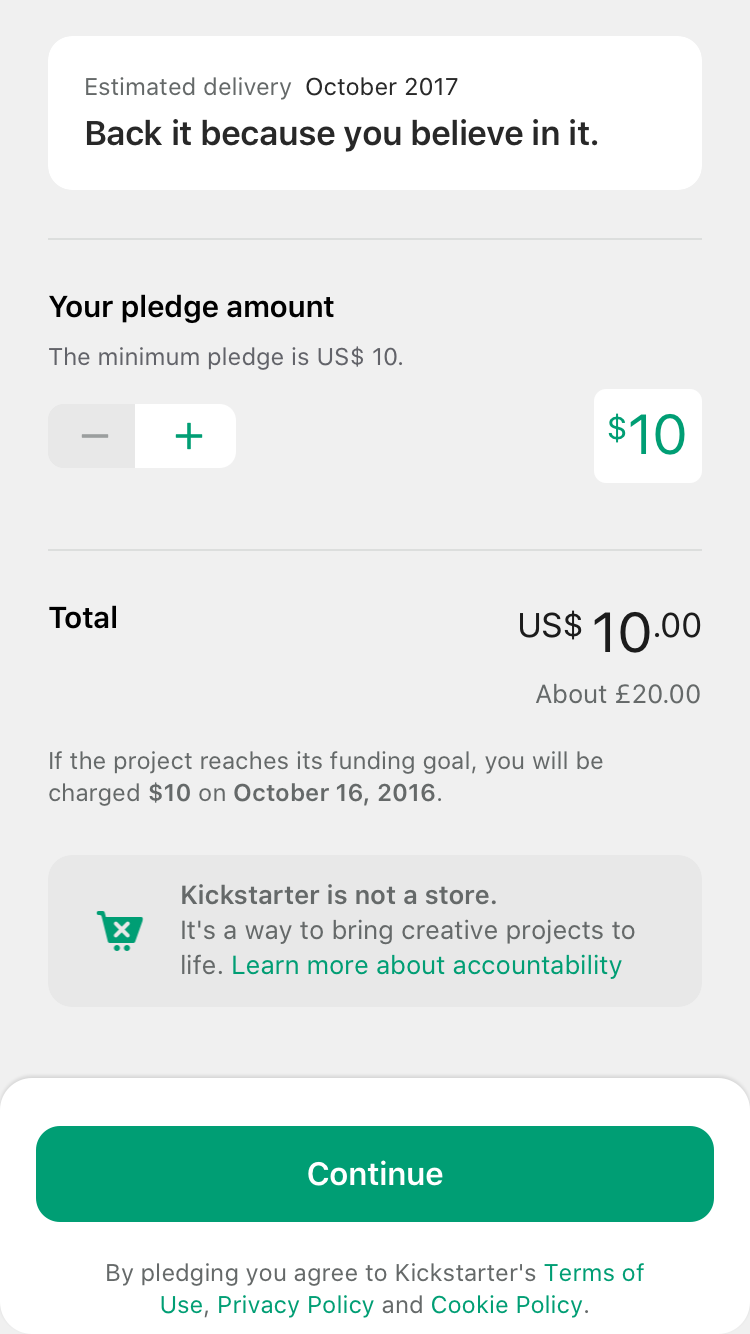 Estimated delivery October 2017
Back it because you believe in it.
Your pledge amount
The minimum pledge is US$ 10.
− +
$10
Total
US$ 10.00
About £20.00
If the project reaches its funding goal, you will be
charged $10 on October 16, 2016.
Kickstarter is not a store.
It's a way to bring creative projects to
life. Learn more about accountability
Continue
By pledging you agree to Kickstarter's Terms of
Use, Privacy Policy and Cookie Policy.